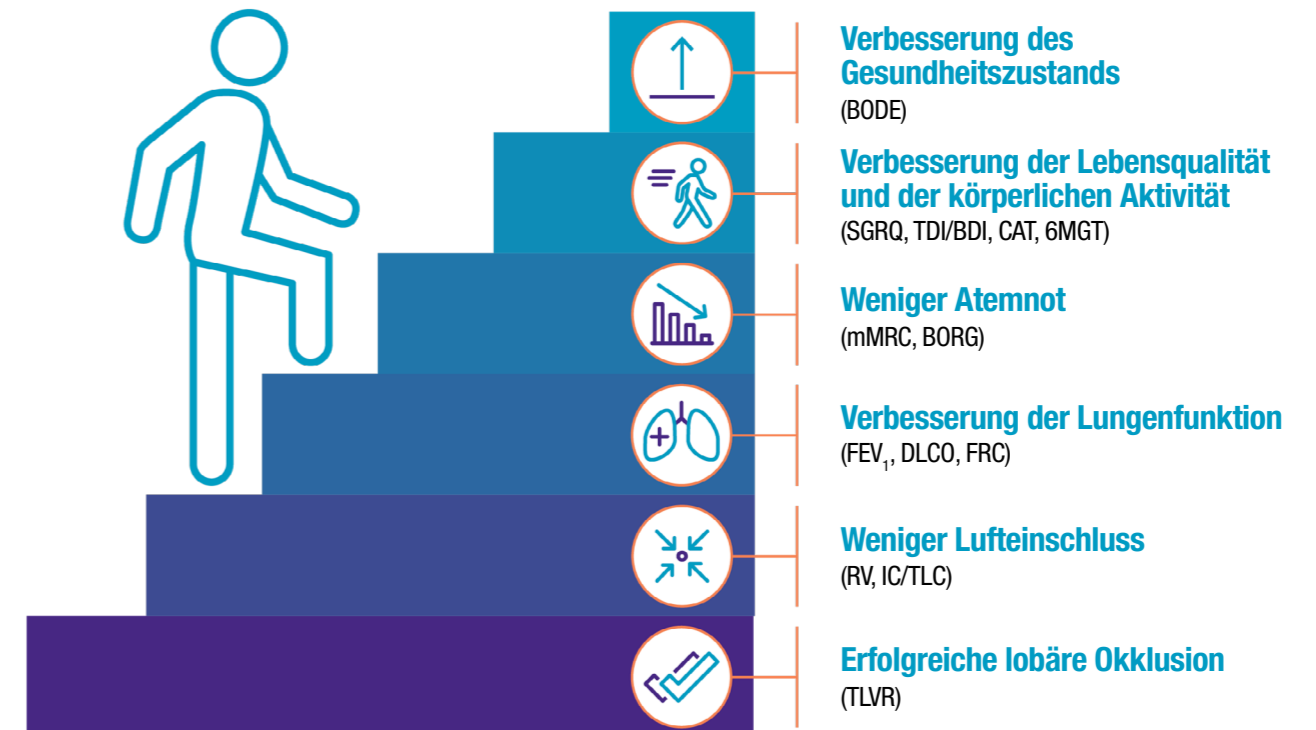 Verbesserung des
Gesundheitszustands
(BODE)
Verbesserung der Lebensqualität
und der körperlichen Aktivität
(SGRQ, TDI/BDI, CAT, 6MGT)
Weniger Atemnot
(mMRC, BORG)
Verbesserung der Lungenfunktion
(FEV₁, DLCO, FRC)
Weniger Lufteinschluss
(RV, IC/TLC)
Erfolgreiche lobäre Okklusion
(TLVR)